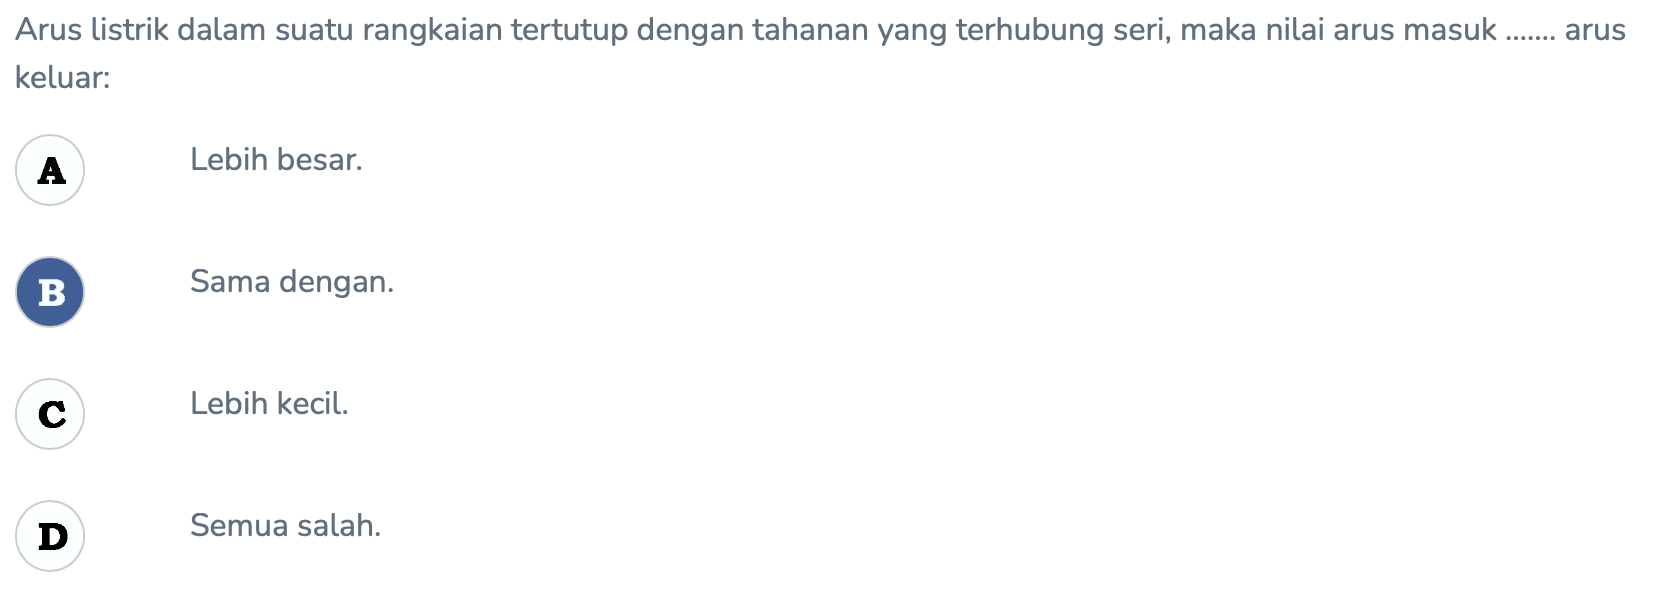 Arus listrik dalam suatu rangkaian tertutup dengan tahanan yang terhubung seri, maka nilai arus masuk ....... arus
keluar:
A Lebih besar.
B Sama dengan.
C Lebih kecil.
D Semua salah.